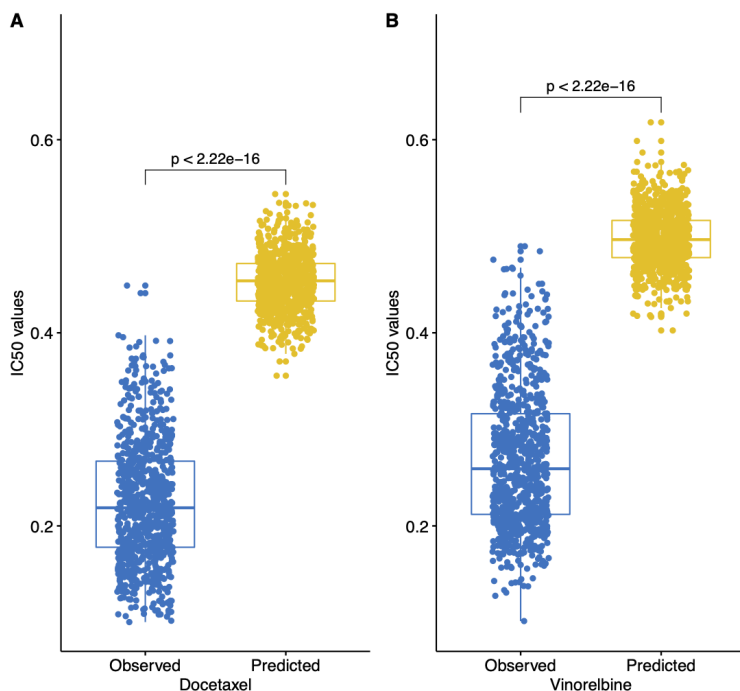 A
p < 2.22e−16
0.6
0.4
0.2
IC50 values
Observed Predicted
Docetaxel
B
p < 2.22e−16
0.6
0.4
0.2
IC50 values
Observed Predicted
Vinorelbine